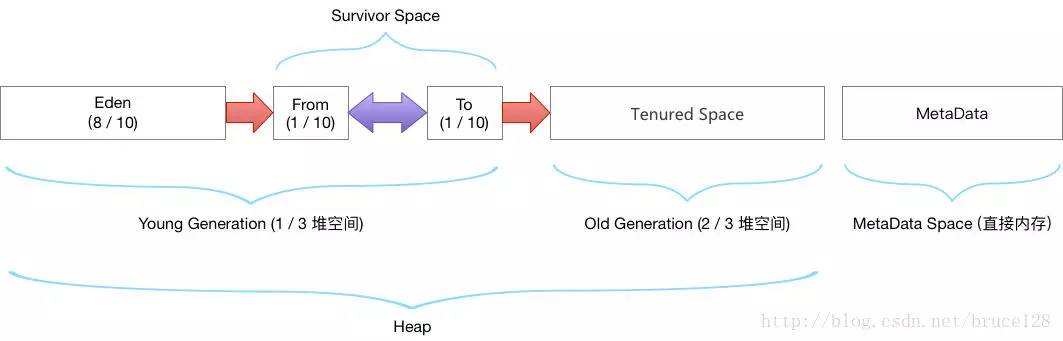 Survivor Space
Eden
(8 / 10)
From
(1 / 10)
To
(1 / 10)
Tenured Space
MetaData
Young Generation (1 / 3 堆空间)
Old Generation (2 / 3 堆空间)
MetaData Space (直接内存)
Heap
http://blog.csdn.net/bruce128